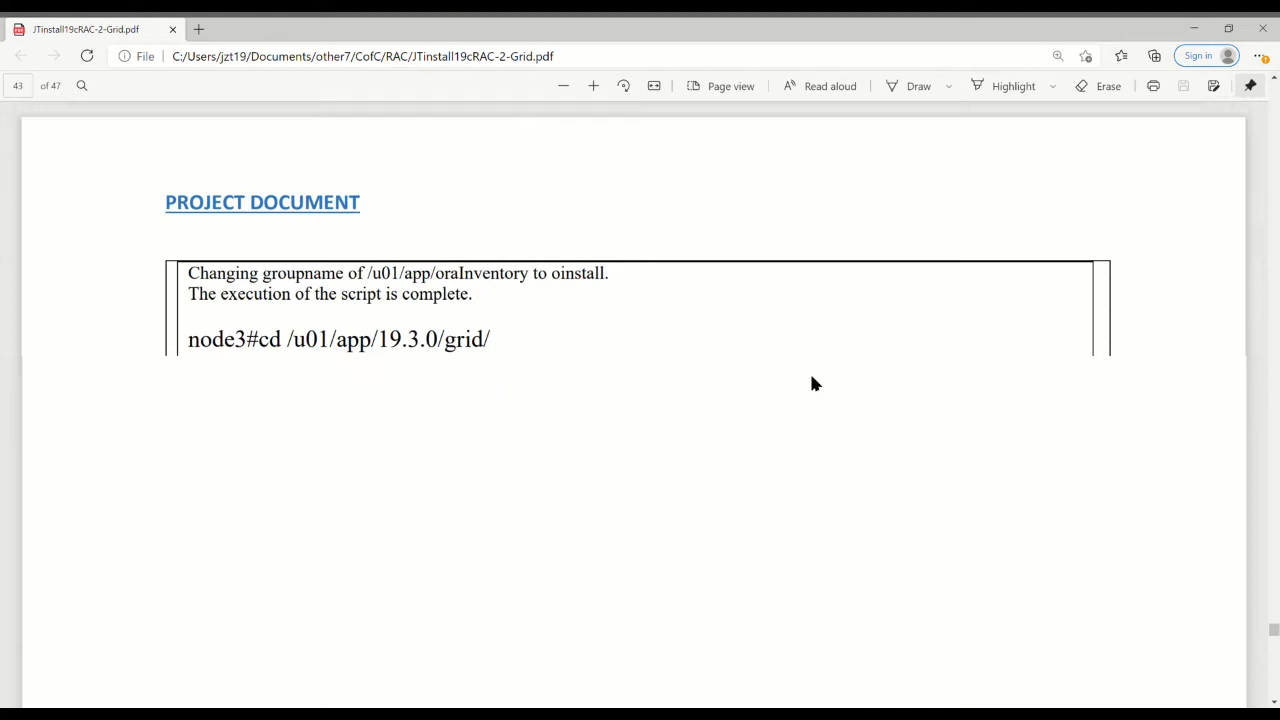 JTinstall19cRAC-2-Grid.pdf
File
C:/Users/jzt19/Documents/other7/CofC/RAC/JTinstall19cRAC-2-Grid.pdf
Sign in
43 of 47
Page view
Read aloud
Draw
Highlight
Erase
PROJECT DOCUMENT
Changing groupname of /u01/app/oraInventory to oinstall.
The execution of the script is complete.
node3#cd /u01/app/19.3.0/grid/